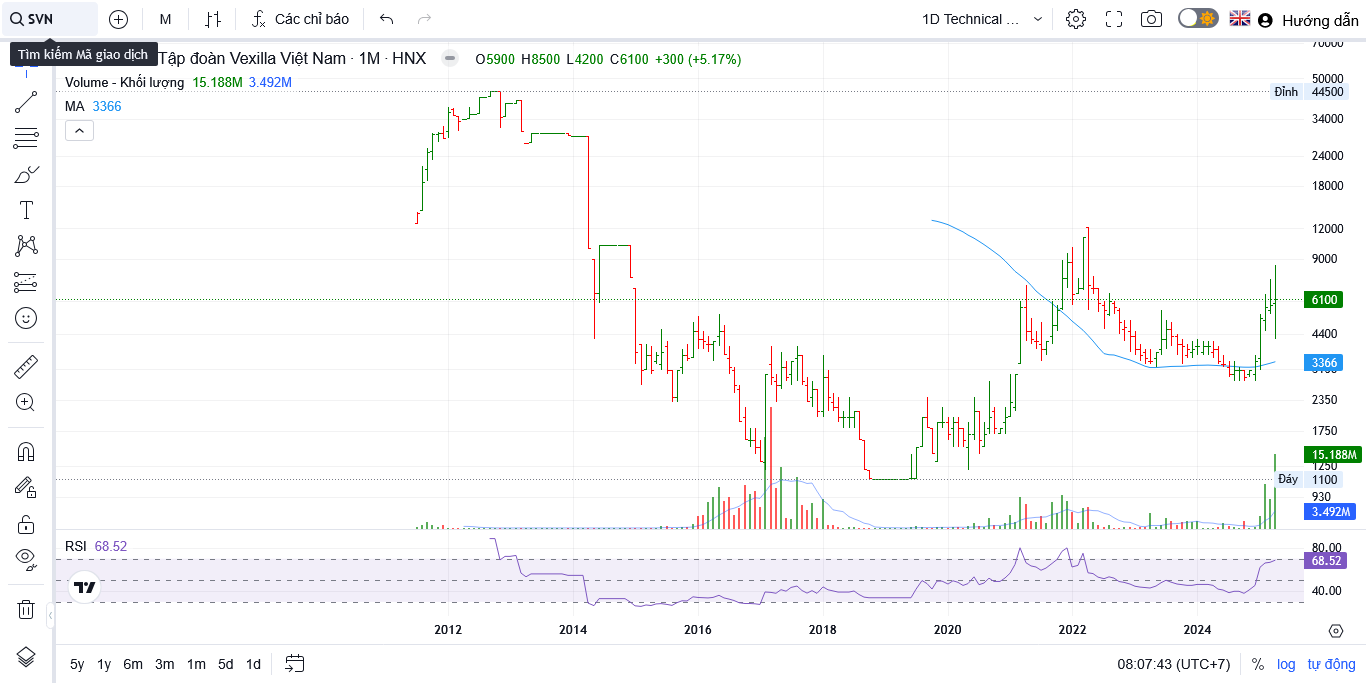 SVN
M
Các chỉ báo
1D Technical ...
Hướng dẫn
Tìm kiếm Mã giao dịch
Tập đoàn Vexilla Việt Nam · 1M · HNX
O5900 H8500 L4200 C6100 +300 (+5.17%)
Volume - Khối lượng 15.188M 3.492M
MA 3366
70000
50000
Đỉnh 44500
34000
24000
18000
12000
9000
6100
4400
3366
2350
1750
15.188M
1250
Đáy 1100
930
3.492M
RSI 68.52
80.00
68.52
40.00
2012 2014 2016 2018 2020 2022 2024
5y 1y 6m 3m 1m 5d 1d
08:07:43 (UTC+7) % log tự động